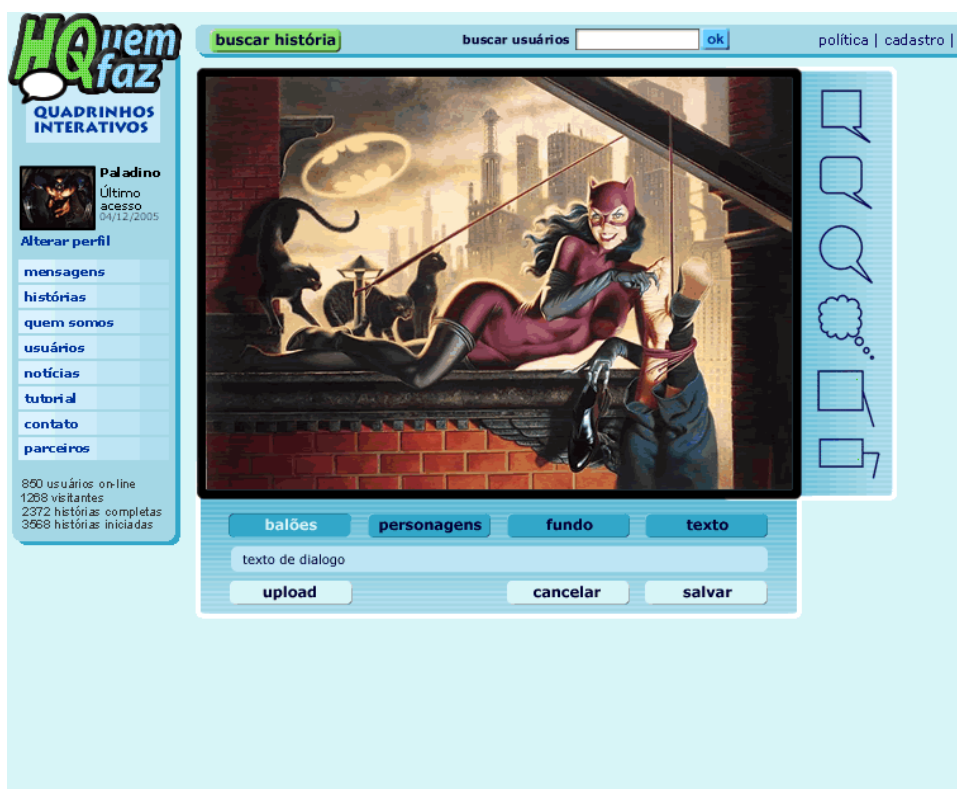 HQuem
faz
QUADRINHOS
INTERATIVOS
buscar história
buscar usuários
ok
política | cadastro |
Paladino
Último
acesso
04/12/2005
Alterar perfil
mensagens
histórias
quem somos
usuários
notícias
tutorial
contato
parceiros
850 usuários on-line
1268 visitantes
2372 histórias completas
3568 histórias iniciadas
balões
personagens
fundo
texto
texto de dialogo
upload
cancelar
salvar